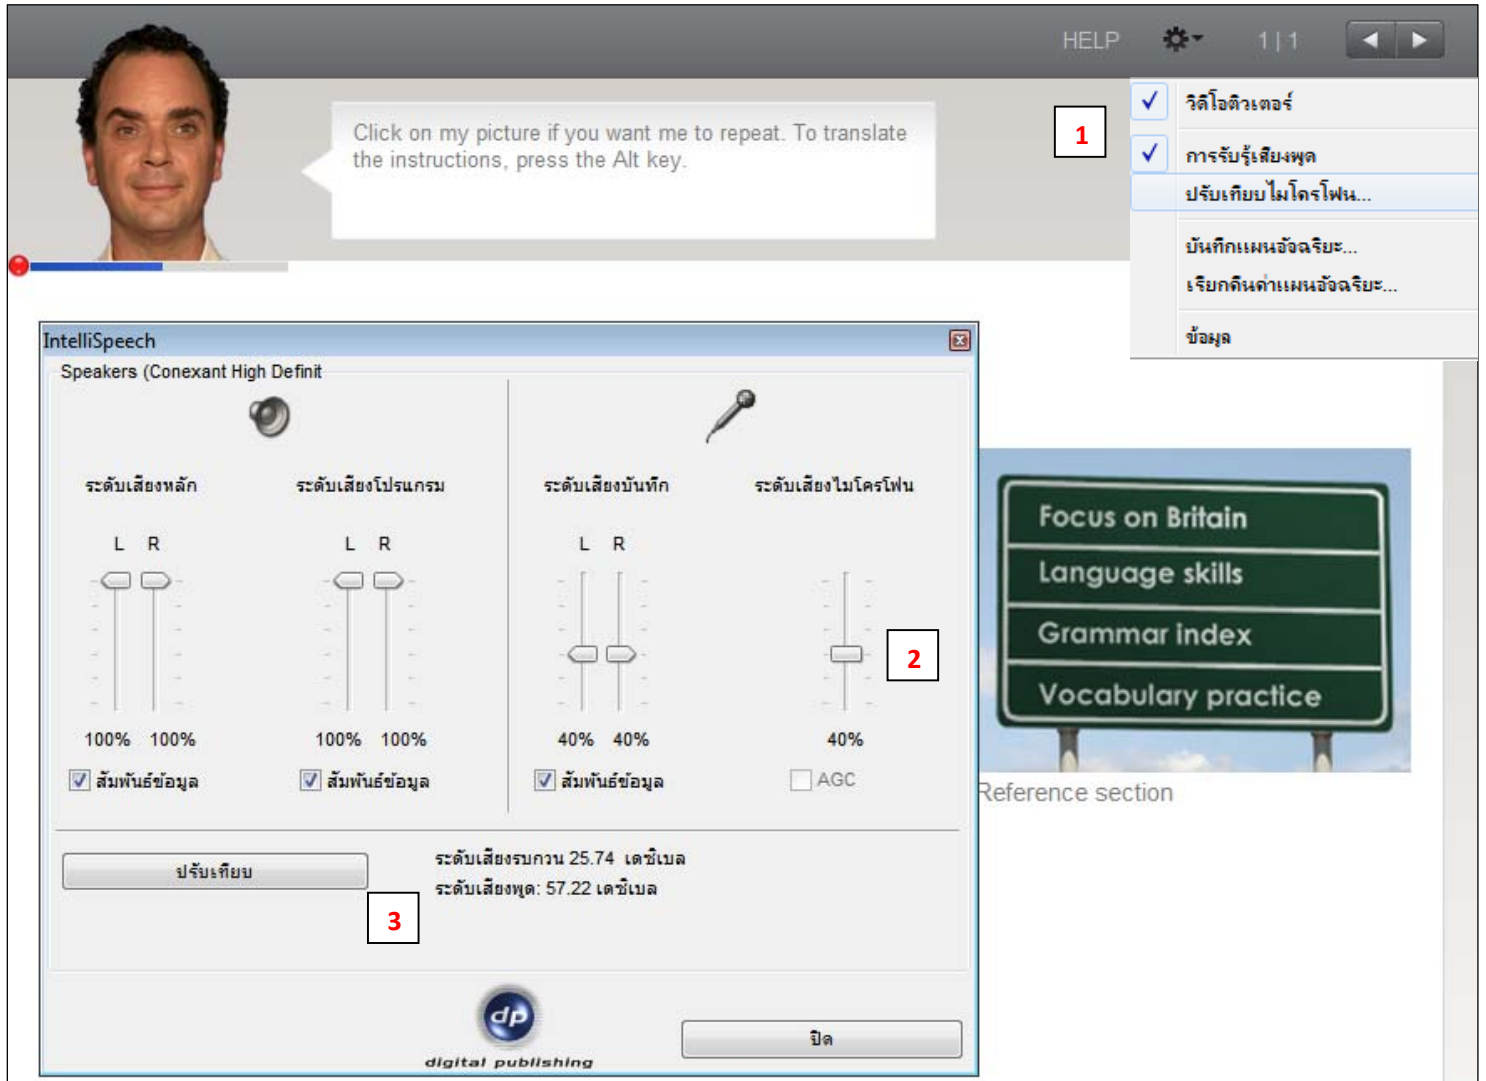 HELP
1 | 1
Click on my picture if you want me to repeat. To translate
the instructions, press the Alt key.
1
วิดีโอติวเตอร์
การรับรู้เสียงพูด
ปรับเทียบไมโครโฟน...
บันทึกแผนอัจฉริยะ...
เรียกคืนค่าแผนอัจฉริยะ...
ข้อมูล
IntelliSpeech
Speakers (Conexant High Definit
ระดับเสียงหลัก
ระดับเสียงโปรแกรม
ระดับเสียงบันทึก
ระดับเสียงไมโครโฟน
L R
L R
L R
2
100% 100%
100% 100%
40% 40%
40%
สัมพันธ์ข้อมูล
สัมพันธ์ข้อมูล
สัมพันธ์ข้อมูล
AGC
ปรับเทียบ
ระดับเสียงรบกวน 25.74 เดซิเบล
ระดับเสียงพูด: 57.22 เดซิเบล
3
dp
digital publishing
ปิด
Focus on Britain
Language skills
Grammar index
Vocabulary practice
Reference section